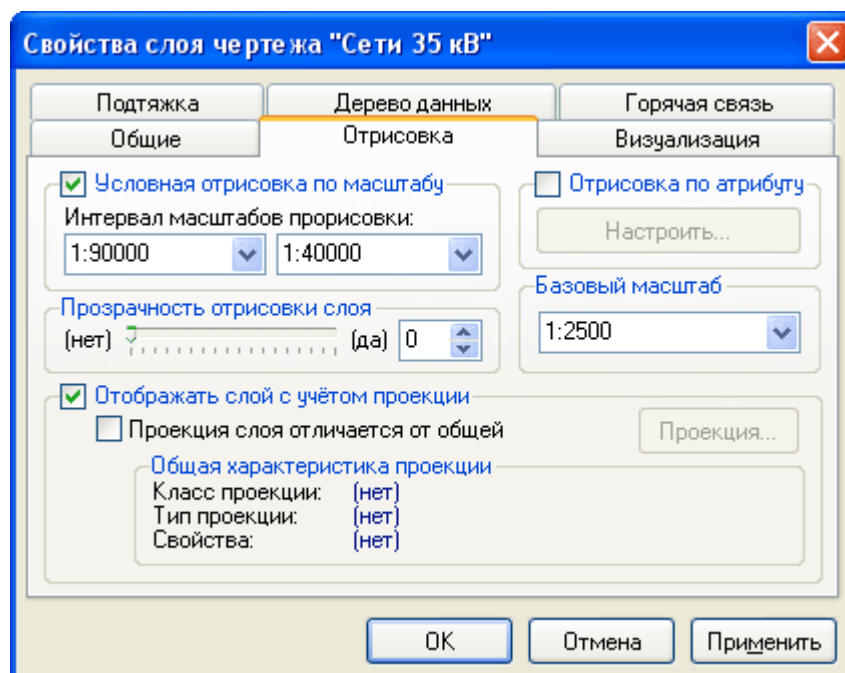 Свойства слоя чертежа "Сети 35 кВ"
Подтяжка Дерево данных Горячая связь
Общие Отрисовка Визуализация
Условная отрисовка по масштабу
Интервал масштабов прорисовки:
1:90000 1:40000
Отрисовка по атрибуту
Настроить...
Прозрачность отрисовки слоя
(нет) (да) 0
Базовый масштаб
1:2500
Отображать слой с учётом проекции
Проекция слоя отличается от общей Проекция...
Общая характеристика проекции
Класс проекции: (нет)
Тип проекции: (нет)
Свойства: (нет)
OK Отмена Применить